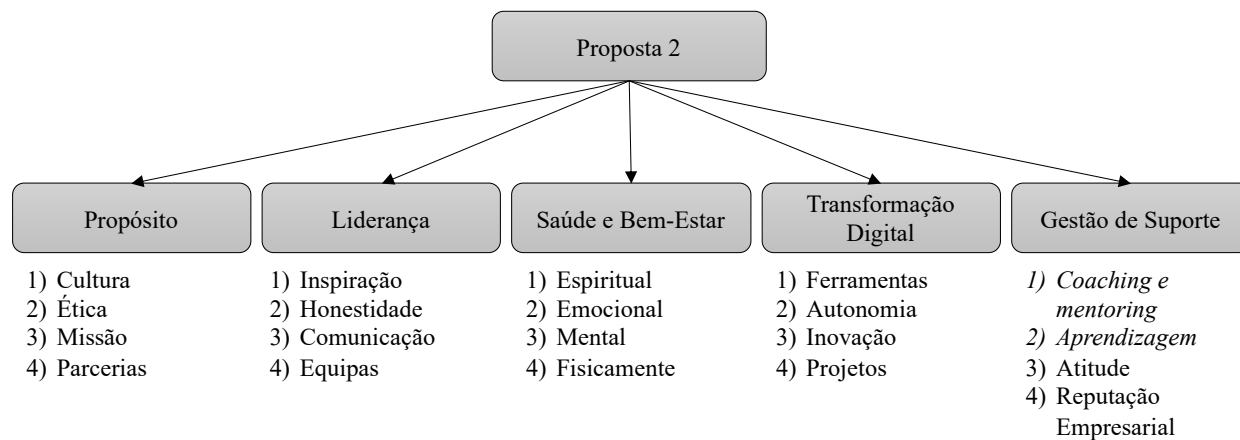 Proposta 2
Propósito
1) Cultura
2) Ética
3) Missão
4) Parcerias
Liderança
1) Inspiração
2) Honestidade
3) Comunicação
4) Equipas
Saúde e Bem-Estar
1) Espiritual
2) Emocional
3) Mental
4) Fisicamente
Transformação
Digital
1) Ferramentas
2) Autonomia
3) Inovação
4) Projetos
Gestão de Suporte
1) Coaching e
mentoring
2) Aprendizagem
3) Atitude
4) Reputação
Empresarial